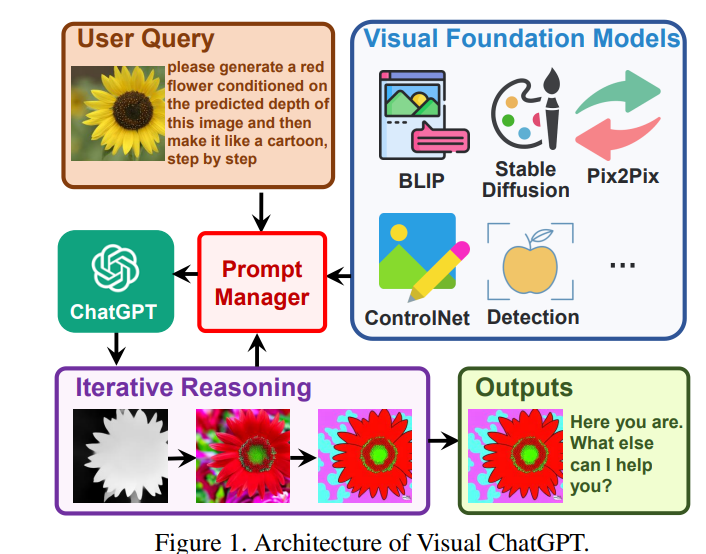 User Query
please generate a red
flower conditioned on
the predicted depth of
this image and then
make it like a cartoon,
step by step
Visual Foundation Models
BLIP
Stable
Diffusion
Pix2Pix
ControlNet
Detection
...
Prompt
Manager
ChatGPT
Iterative Reasoning
Outputs
Here you are.
What else
can I help
you?
Figure 1. Architecture of Visual ChatGPT.